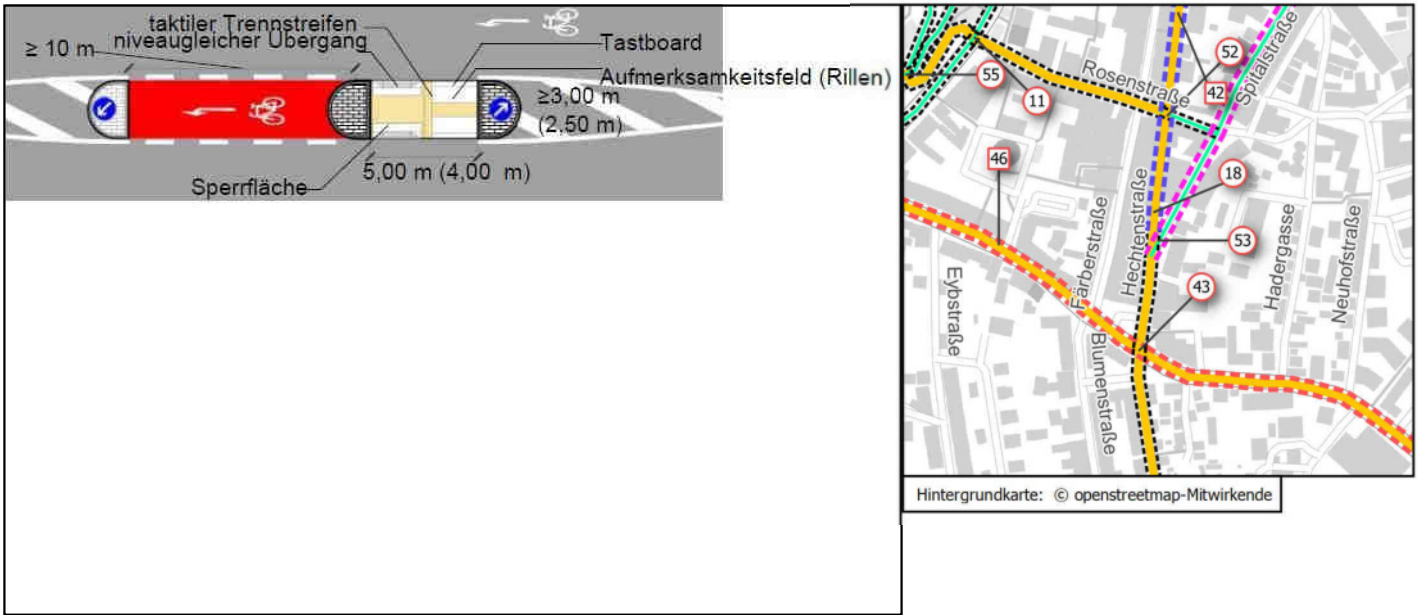 taktiler Trennstreifen
niveaugleicher Übergang
≥ 10 m
Tastboard
Aufmerksamkeitsfeld (Rillen)
≥3,00 m
(2,50 m)
Sperrfläche
5,00 m (4,00 m)
52
55
11
Rosenstraße
42
Spitalstraße
46
18
53
43
Färberstraße
Hechtenstraße
Hadergasse
Neuhofstraße
Eybstraße
Blumenstraße
Hintergrundkarte: © openstreetmap-Mitwirkende